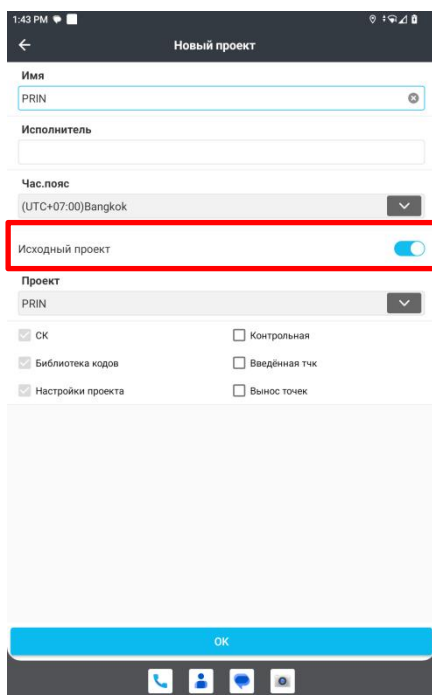 1:43 PM
Новый проект
Имя
PRIN
Исполнитель
Час.пояс
(UTC+07:00)Bangkok
Исходный проект
Проект
PRIN
СК
Контрольная
Библиотека кодов
Введённая тчк
Настройки проекта
Вынос точек
OK